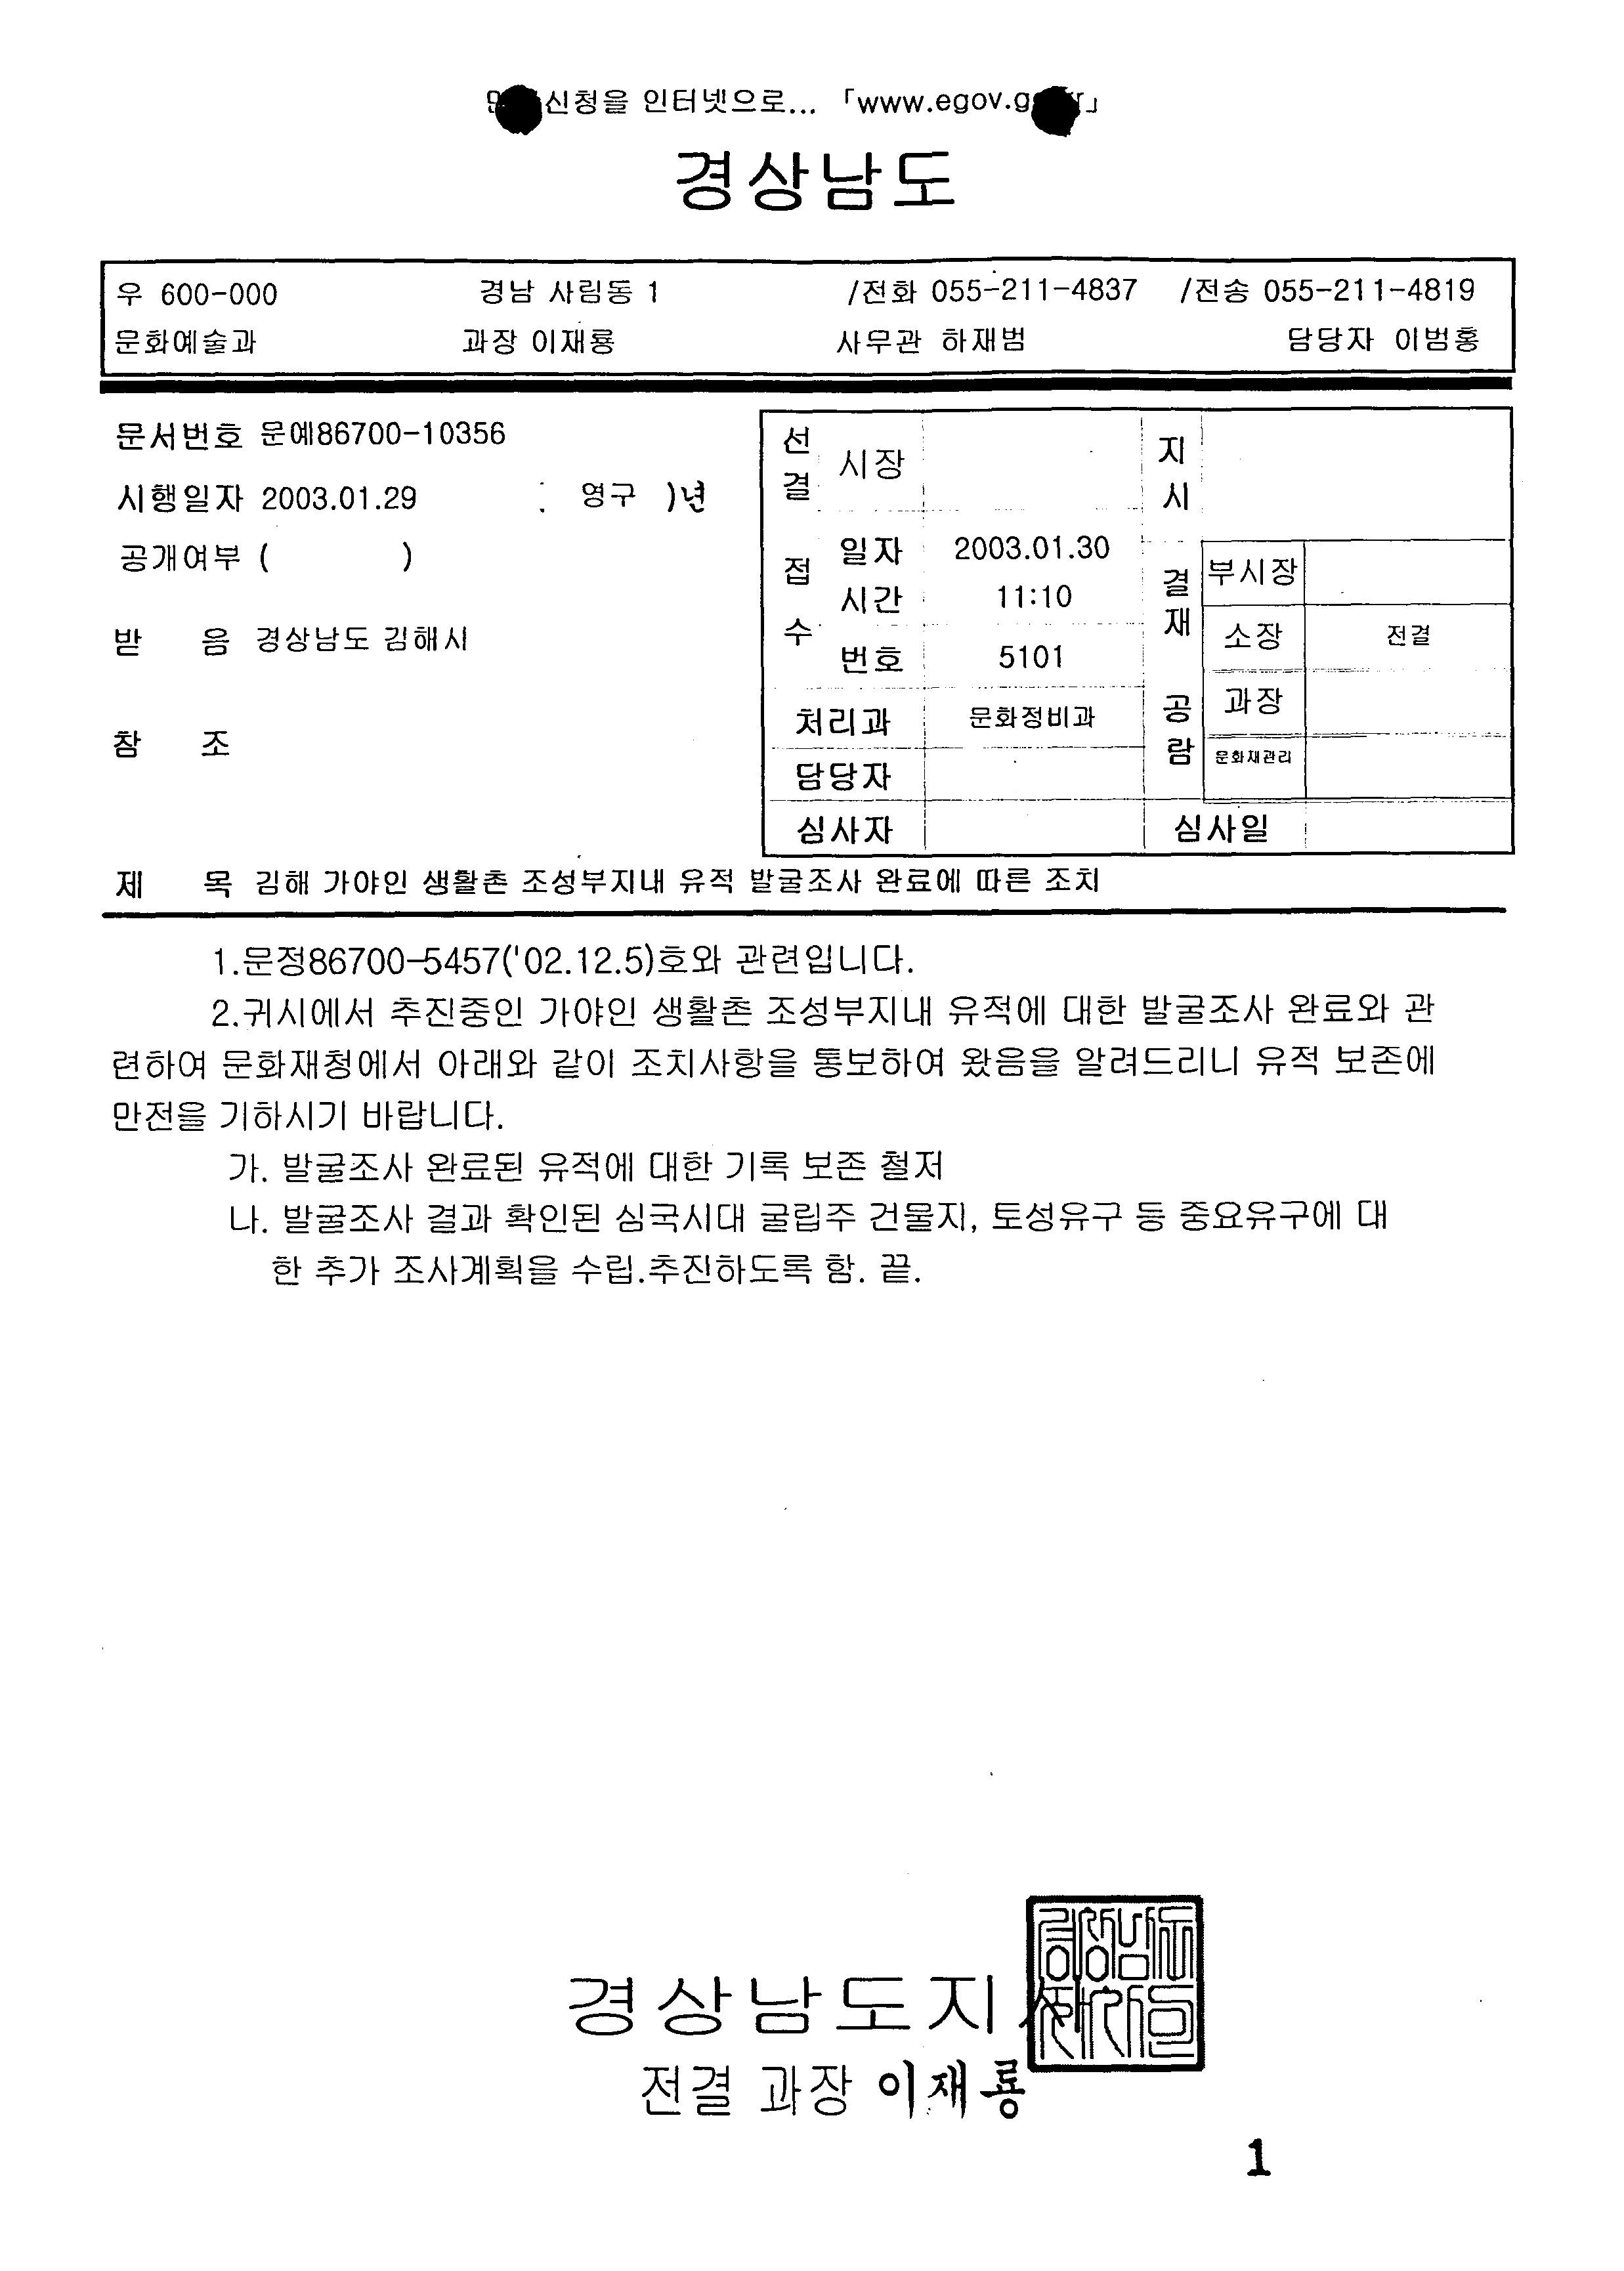 신청을 인터넷으로... 「www.egov.g
경상남도
우 600-000 경남 사림동 1 /전화 055-211-4837 /전송 055-211-4819
문화예술과 과장 이재룡 사무관 하재범 담당자 이범홍
문서번호 문예86700-10356
시행일자 2003.01.29 : 영구 )년
공개여부 ( )
받 음 경상남도 김해시
참 조
선결 시장 지시
접수 일자 2003.01.30 결재 부시장
시간 11:10
소장 전결
번호 5101
처리과 문화정비과 공람 과장
담당자 문화재관리
심사자 심사일
제 목 김해 가야인 생활촌 조성부지내 유적 발굴조사 완료에 따른 조치
1.문정86700-5457('02.12.5)호와 관련입니다.
2.귀시에서 추진중인 가야인 생활촌 조성부지내 유적에 대한 발굴조사 완료와 관
련하여 문화재청에서 아래와 같이 조치사항을 통보하여 왔음을 알려드리니 유적 보존에
만전을 기하시기 바랍니다.
가. 발굴조사 완료된 유적에 대한 기록 보존 철저
나. 발굴조사 결과 확인된 심국시대 굴립주 건물지, 토성유구 등 중요유구에 대
한 추가 조사계획을 수립.추진하도록 함. 끝.
경상남도지사
전결 과장 이재룡
1